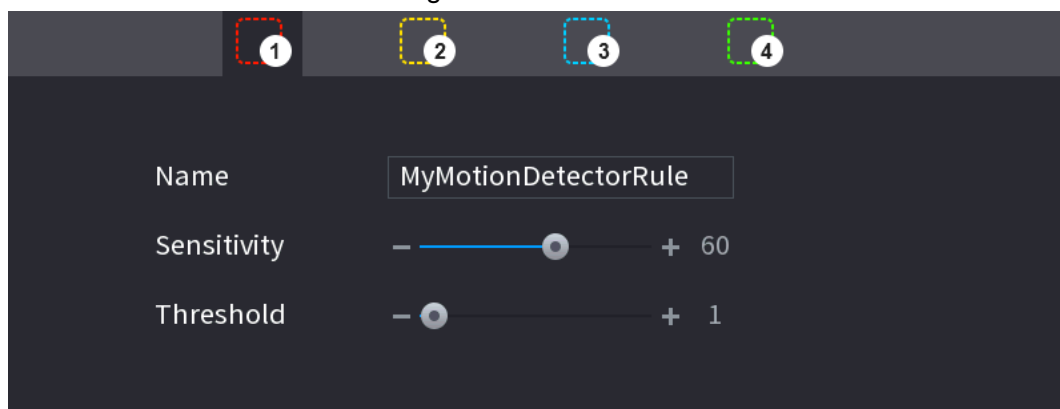 1 2 3 4
Name MyMotionDetectorRule
Sensitivity − + 60
Threshold − + 1